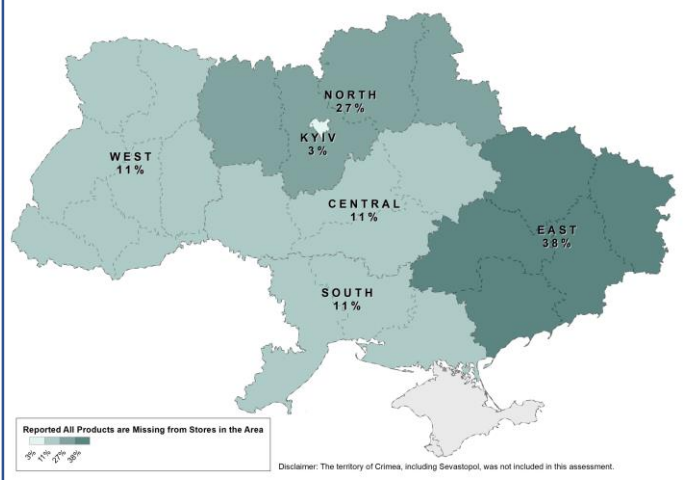 NORTH
27%
KYIV
3%
WEST
11%
CENTRAL
11%
EAST
38%
SOUTH
11%
Reported All Products are Missing from Stores in the Area
3% 11% 27% 38%
Disclaimer: The territory of Crimea, including Sevastopol, was not included in this assessment.